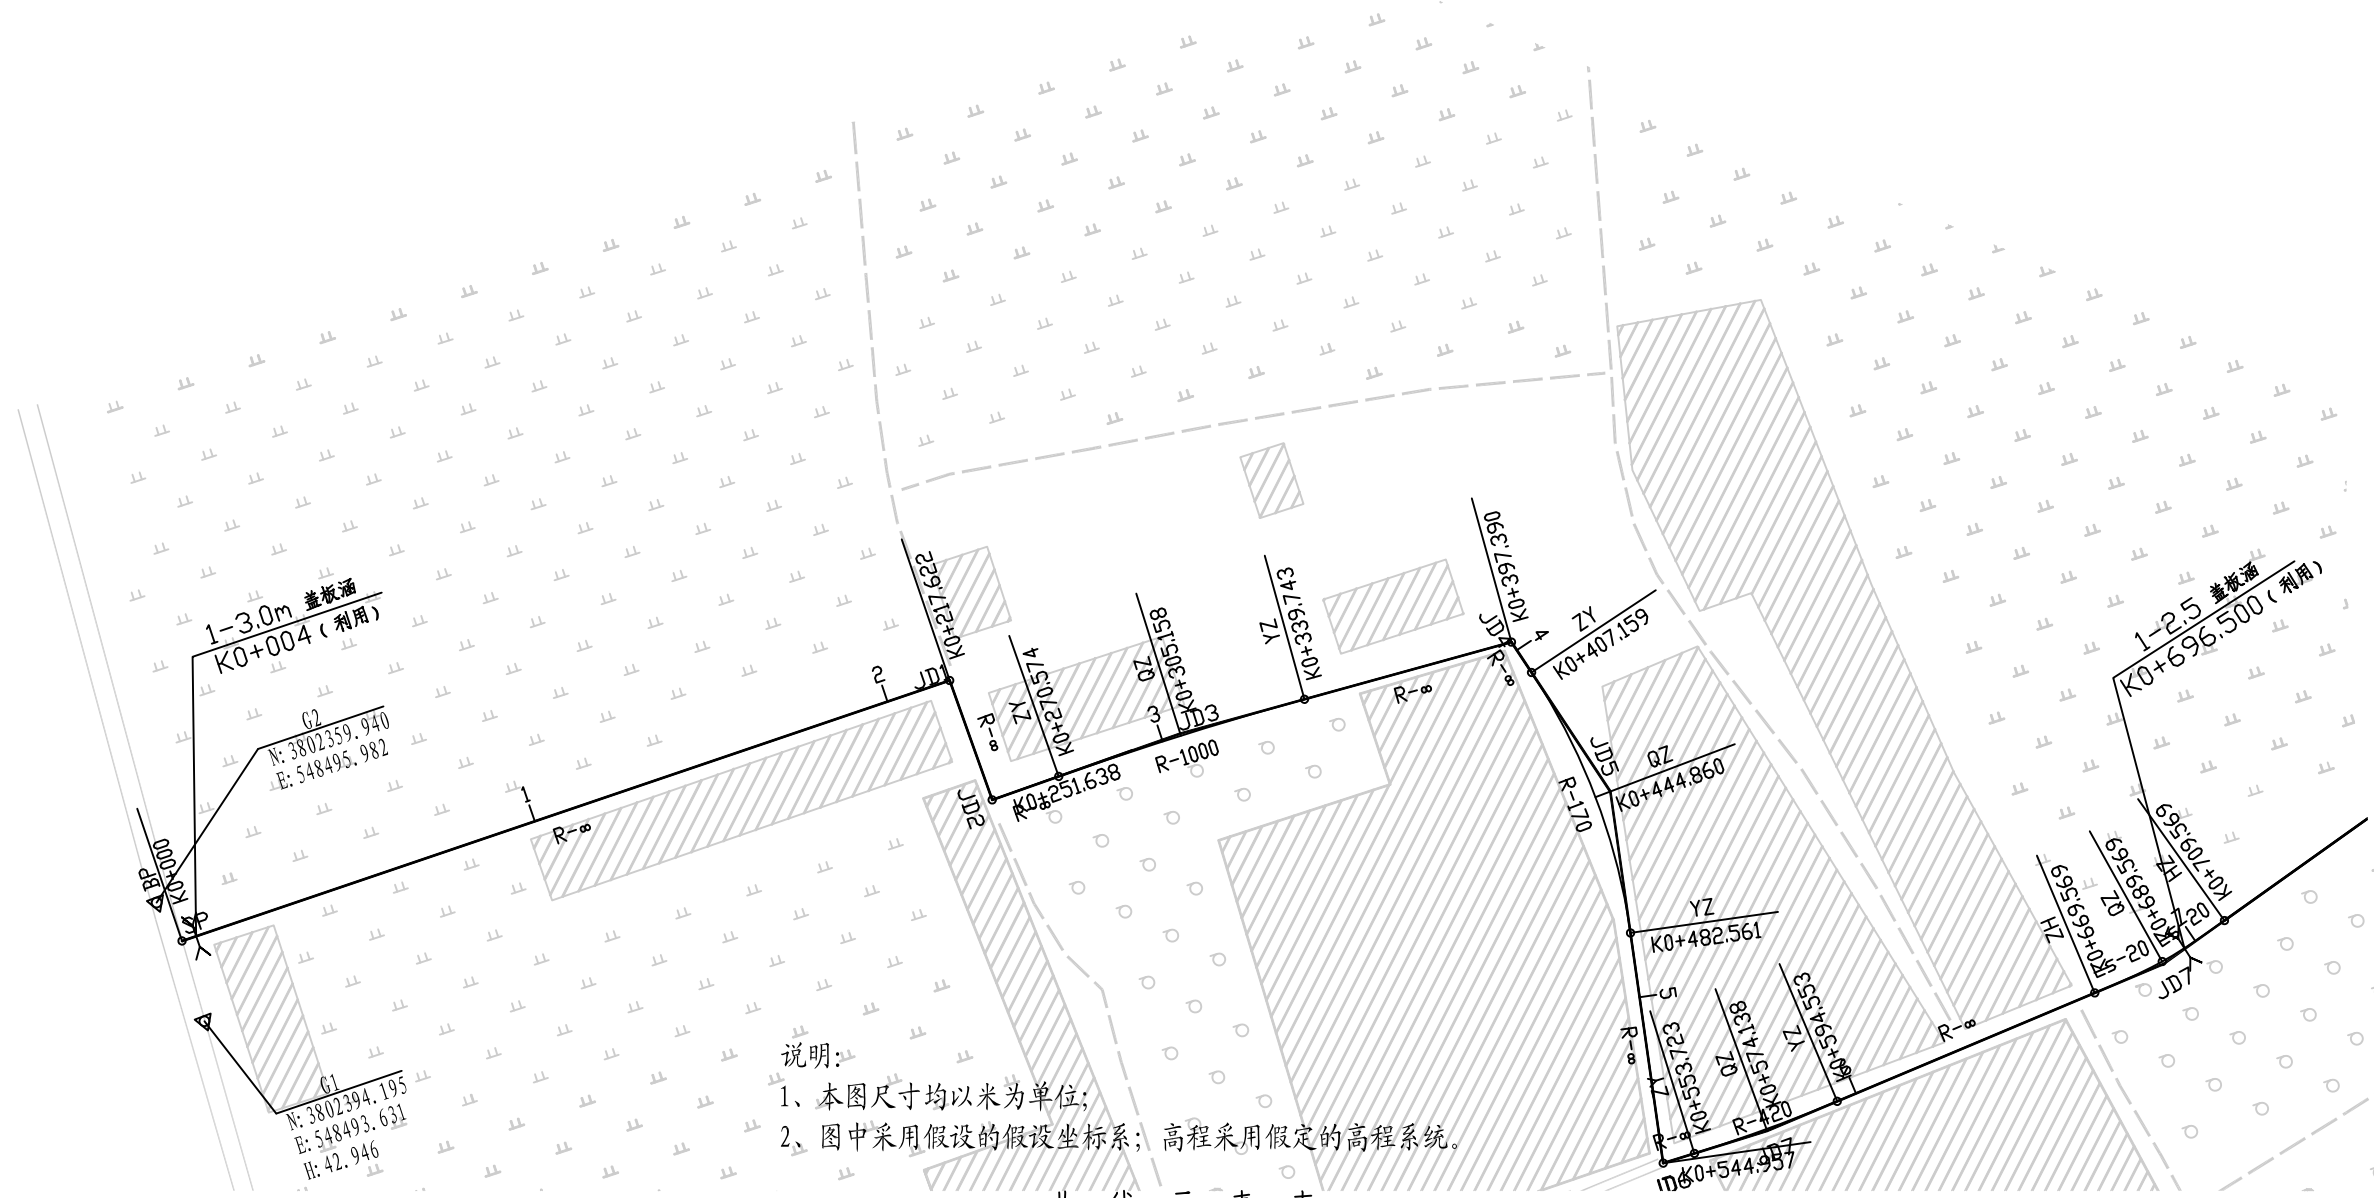 1-3.0m 盖板涵
K0+004(利用)
G2
N: 3802359.940
E: 548495.982
BP
K0+000
G1
N: 3802394.195
E: 548493.631
H: 42.946
1
R-∞
2
JD1
K0+217.622
R-∞
JD2
K0+251.638
R-∞
ZY
K0+270.574
3
QZ
K0+305.158
JD3
R-1000
YZ
K0+339.743
R-∞
JD4
K0+397.390
4
R-∞
ZY
K0+407.159
JD5
R-170
QZ
K0+444.860
YZ
K0+482.561
5
R-∞
JD6
K0+544.957
R-∞
K0+553.723
QZ
K0+574.138
R-420
JD7
YZ
K0+594.553
R-∞
ZH
K0+669.569
Ls-20
QZ
K0+689.569
JD7
HZ
K0+709.569
1-2.5 盖板涵
K0+696.500(利用)
说明:
1、本图尺寸均以米为单位;
2、图中采用假设的假设坐标系;高程采用假定的高程系统。